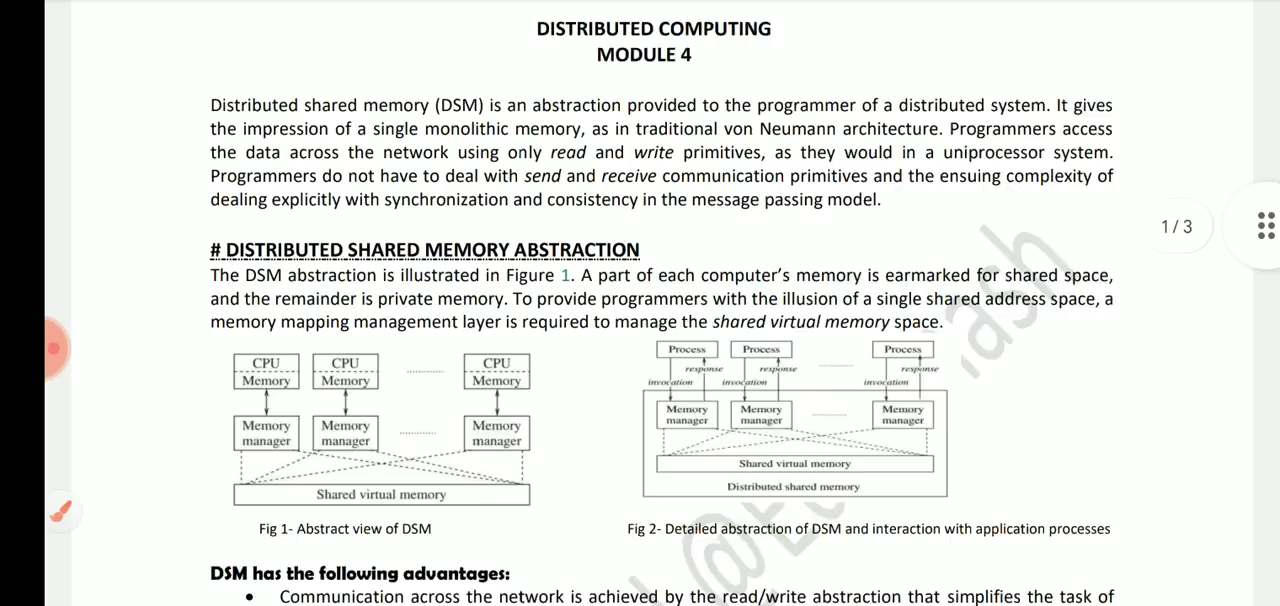 DISTRIBUTED COMPUTING
MODULE 4
Distributed shared memory (DSM) is an abstraction provided to the programmer of a distributed system. It gives
the impression of a single monolithic memory, as in traditional von Neumann architecture. Programmers access
the data across the network using only read and write primitives, as they would in a uniprocessor system.
Programmers do not have to deal with send and receive communication primitives and the ensuing complexity of
dealing explicitly with synchronization and consistency in the message passing model.
1/3
# DISTRIBUTED SHARED MEMORY ABSTRACTION
The DSM abstraction is illustrated in Figure 1. A part of each computer's memory is earmarked for shared space,
and the remainder is private memory. To provide programmers with the illusion of a single shared address space, a
memory mapping management layer is required to manage the shared virtual memory space.
CPU CPU CPU
Memory Memory ............ Memory
Memory Memory Memory
manager manager ............ manager
Shared virtual memory
Fig 1- Abstract view of DSM
Process Process ............ Process
response response response
invocation invocation invocation
Memory Memory Memory
manager manager ............ manager
Shared virtual memory
Distributed shared memory
Fig 2- Detailed abstraction of DSM and interaction with application processes
DSM has the following advantages:
• Communication across the network is achieved by the read/write abstraction that simplifies the task of